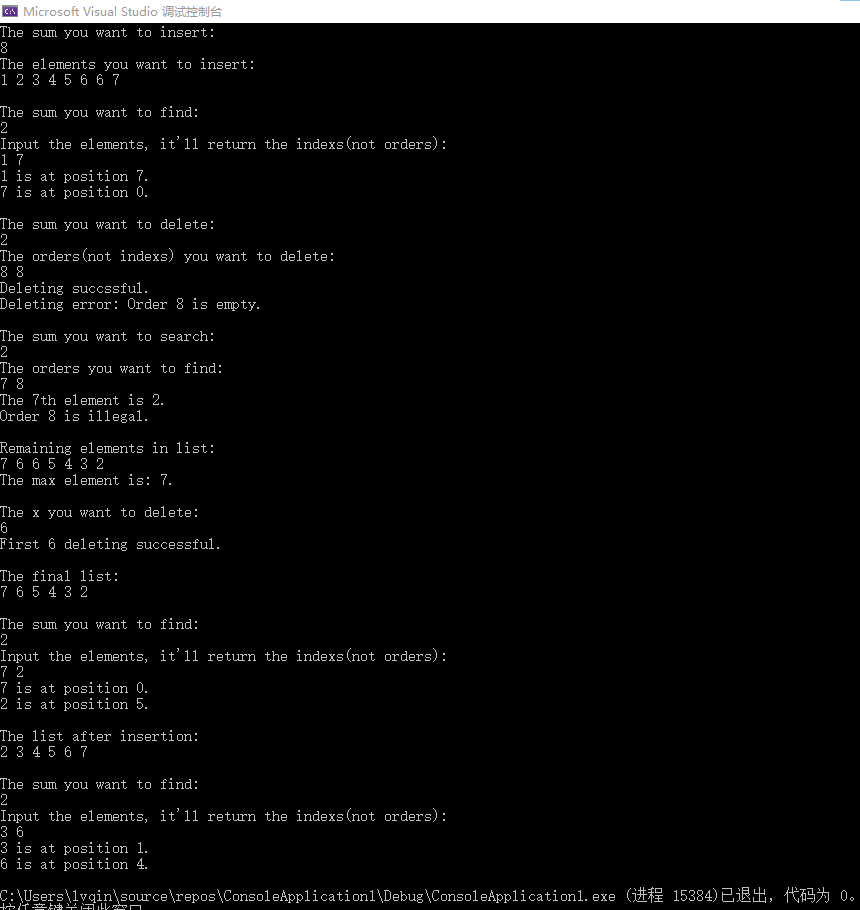 Microsoft Visual Studio 调试控制台
The sum you want to insert:
8
The elements you want to insert:
1 2 3 4 5 6 6 7
The sum you want to find:
2
Input the elements, it'll return the indexs(not orders):
1 7
1 is at position 7.
7 is at position 0.
The sum you want to delete:
2
The orders(not indexs) you want to delete:
8 8
Deleting succssful.
Deleting error: Order 8 is empty.
The sum you want to search:
2
The orders you want to find:
7 8
The 7th element is 2.
Order 8 is illegal.
Remaining elements in list:
7 6 6 5 4 3 2
The max element is: 7.
The x you want to delete:
6
First 6 deleting successful.
The final list:
7 6 5 4 3 2
The sum you want to find:
2
Input the elements, it'll return the indexs(not orders):
7 2
7 is at position 0.
2 is at position 5.
The list after insertion:
2 3 4 5 6 7
The sum you want to find:
2
Input the elements, it'll return the indexs(not orders):
3 6
3 is at position 1.
6 is at position 4.
C:\Users\lvqin\source\repos\ConsoleApplication1\Debug\ConsoleApplication1.exe (进程 15384)已退出，代码为 0。
按任意键关闭此窗口